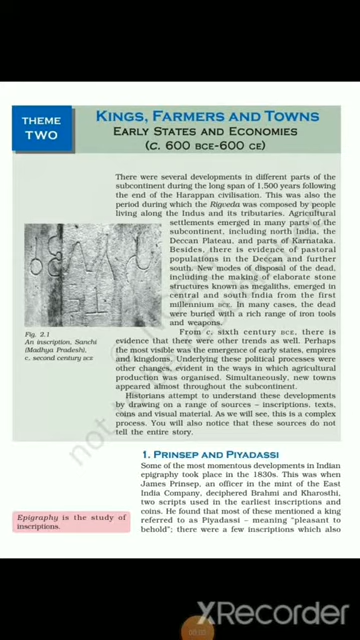 THEME
TWO
KINGS, FARMERS AND TOWNS
EARLY STATES AND ECONOMIES
(C. 600 BCE-600 CE)
There were several developments in different parts of the
subcontinent during the long span of 1,500 years following
the end of the Harappan civilisation. This was also the
period during which the Rigveda was composed by people
living along the Indus and its tributaries. Agricultural
settlements emerged in many parts of the
subcontinent, including north India, the
Deccan Plateau, and parts of Karnataka.
Besides, there is evidence of pastoral
populations in the Deccan and further
south. New modes of disposal of the dead,
including the making of elaborate stone
structures known as megaliths, emerged in
central and south India from the first
millennium BCE. In many cases, the dead
were buried with a rich range of iron tools
and weapons.
Fig. 2.1
An inscription, Sanchi
(Madhya Pradesh),
c. second century BCE
From c. sixth century BCE, there is
evidence that there were other trends as well. Perhaps
the most visible was the emergence of early states, empires
and kingdoms. Underlying these political processes were
other changes, evident in the ways in which agricultural
production was organised. Simultaneously, new towns
appeared almost throughout the subcontinent.
Historians attempt to understand these developments
by drawing on a range of sources – inscriptions, texts,
coins and visual material. As we will see, this is a complex
process. You will also notice that these sources do not
tell the entire story.
1. PRINSEP AND PIYADASSI
Some of the most momentous developments in Indian
epigraphy took place in the 1830s. This was when
James Prinsep, an officer in the mint of the East
India Company, deciphered Brahmi and Kharosthi,
two scripts used in the earliest inscriptions and
coins. He found that most of these mentioned a king
referred to as Piyadassi – meaning "pleasant to
behold"; there were a few inscriptions which also
Epigraphy is the study of
inscriptions.
XRecorder